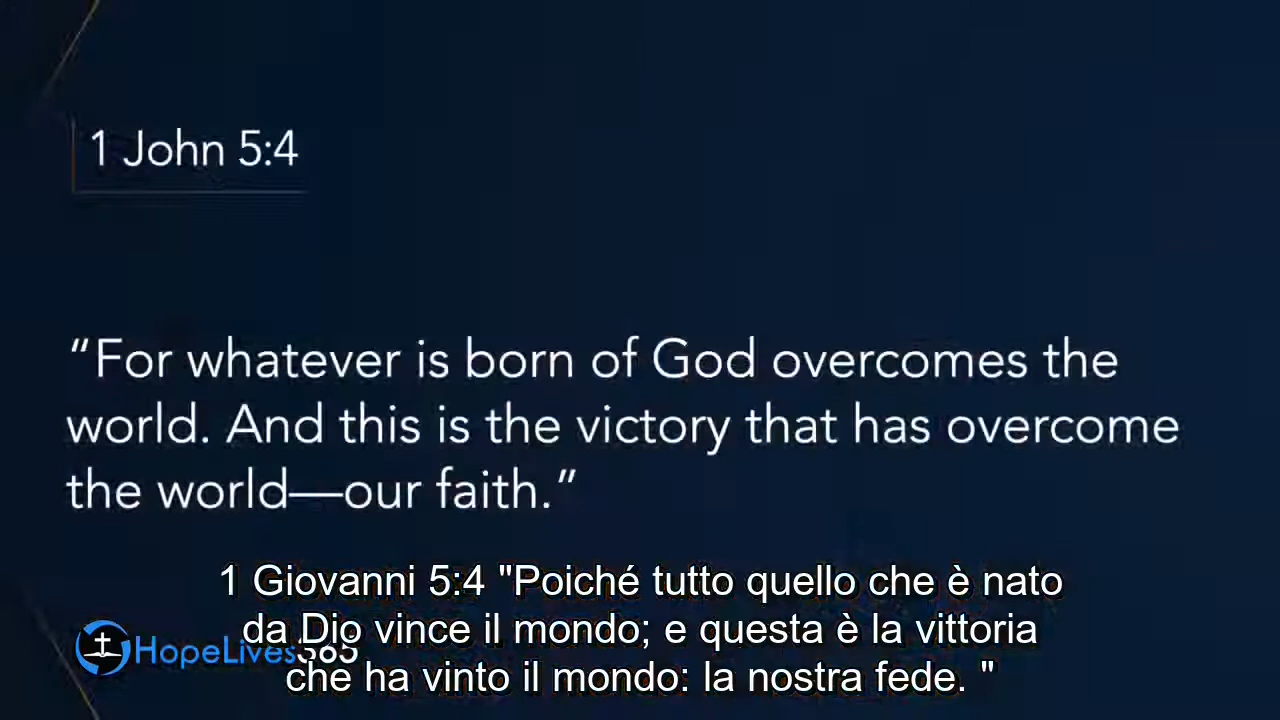 1 John 5:4
“For whatever is born of God overcomes the
world. And this is the victory that has overcome
the world—our faith.”
1 Giovanni 5:4 "Poiché tutto quello che è nato
da Dio vince il mondo; e questa è la vittoria
che ha vinto il mondo: la nostra fede. "
HopeLives365